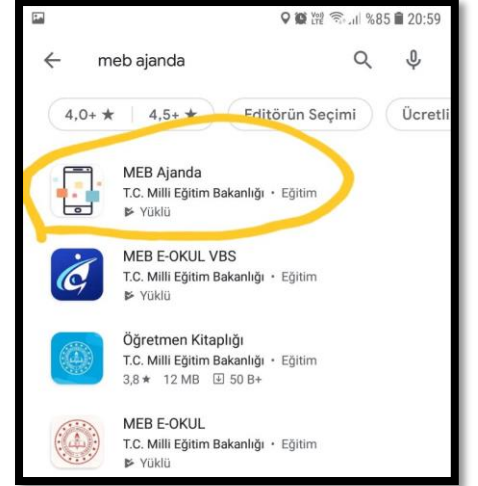 Vo)) LTE %85 20:59
meb ajanda
4,0+ ★ 4,5+ ★ Editörün Seçimi Ücretli
MEB Ajanda
T.C. Milli Eğitim Bakanlığı • Eğitim
Yüklü
MEB E-OKUL VBS
T.C. Milli Eğitim Bakanlığı • Eğitim
Yüklü
Öğretmen Kitaplığı
T.C. Milli Eğitim Bakanlığı • Eğitim
3,8 ★ 12 MB 50 B+
MEB E-OKUL
T.C. Milli Eğitim Bakanlığı • Eğitim
Yüklü